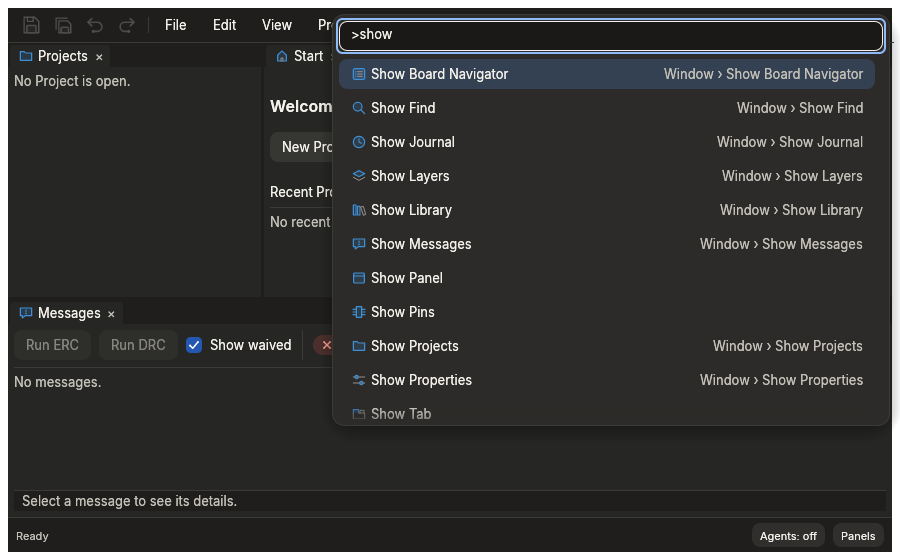 File Edit View
>show
Projects ×
Start
No Project is open.
Show Board Navigator Window › Show Board Navigator
Show Find Window › Show Find
Show Journal Window › Show Journal
Show Layers Window › Show Layers
Show Library Window › Show Library
Show Messages Window › Show Messages
Show Panel
Show Pins
Show Projects Window › Show Projects
Show Properties Window › Show Properties
Show Tab
New
Recent
No recent
Messages ×
Run ERC Run DRC Show waived
No messages.
Select a message to see its details.
Ready Agents: off Panels